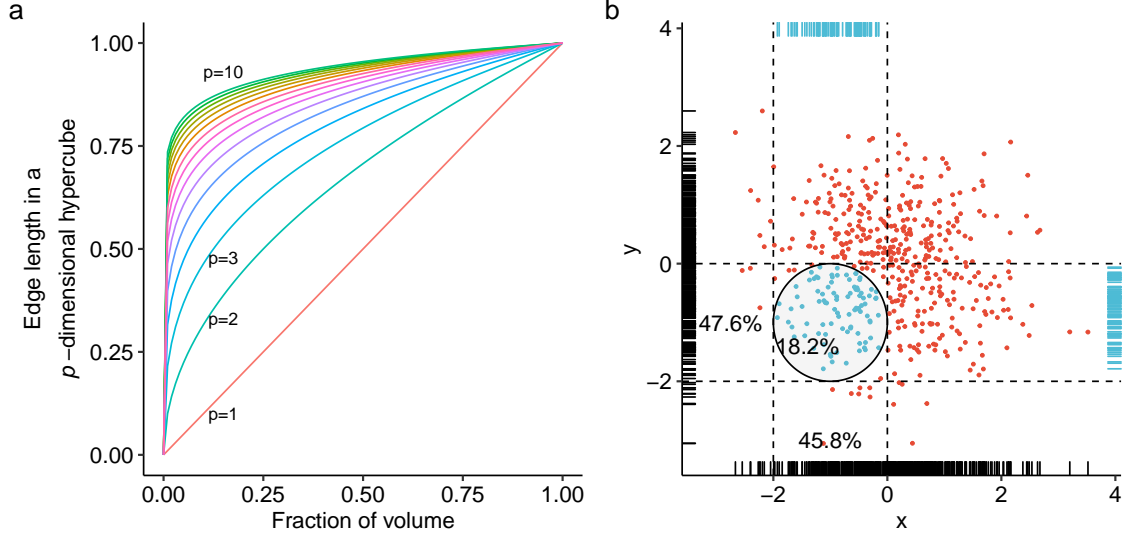 a
Edge length in a
p −dimensional hypercube
1.00
0.75
0.50
0.25
0.00
p=10
p=3
p=2
p=1
0.00 0.25 0.50 0.75 1.00
Fraction of volume
b
y
4
2
0
−2
47.6%
18.2%
45.8%
−2 0 2 4
x